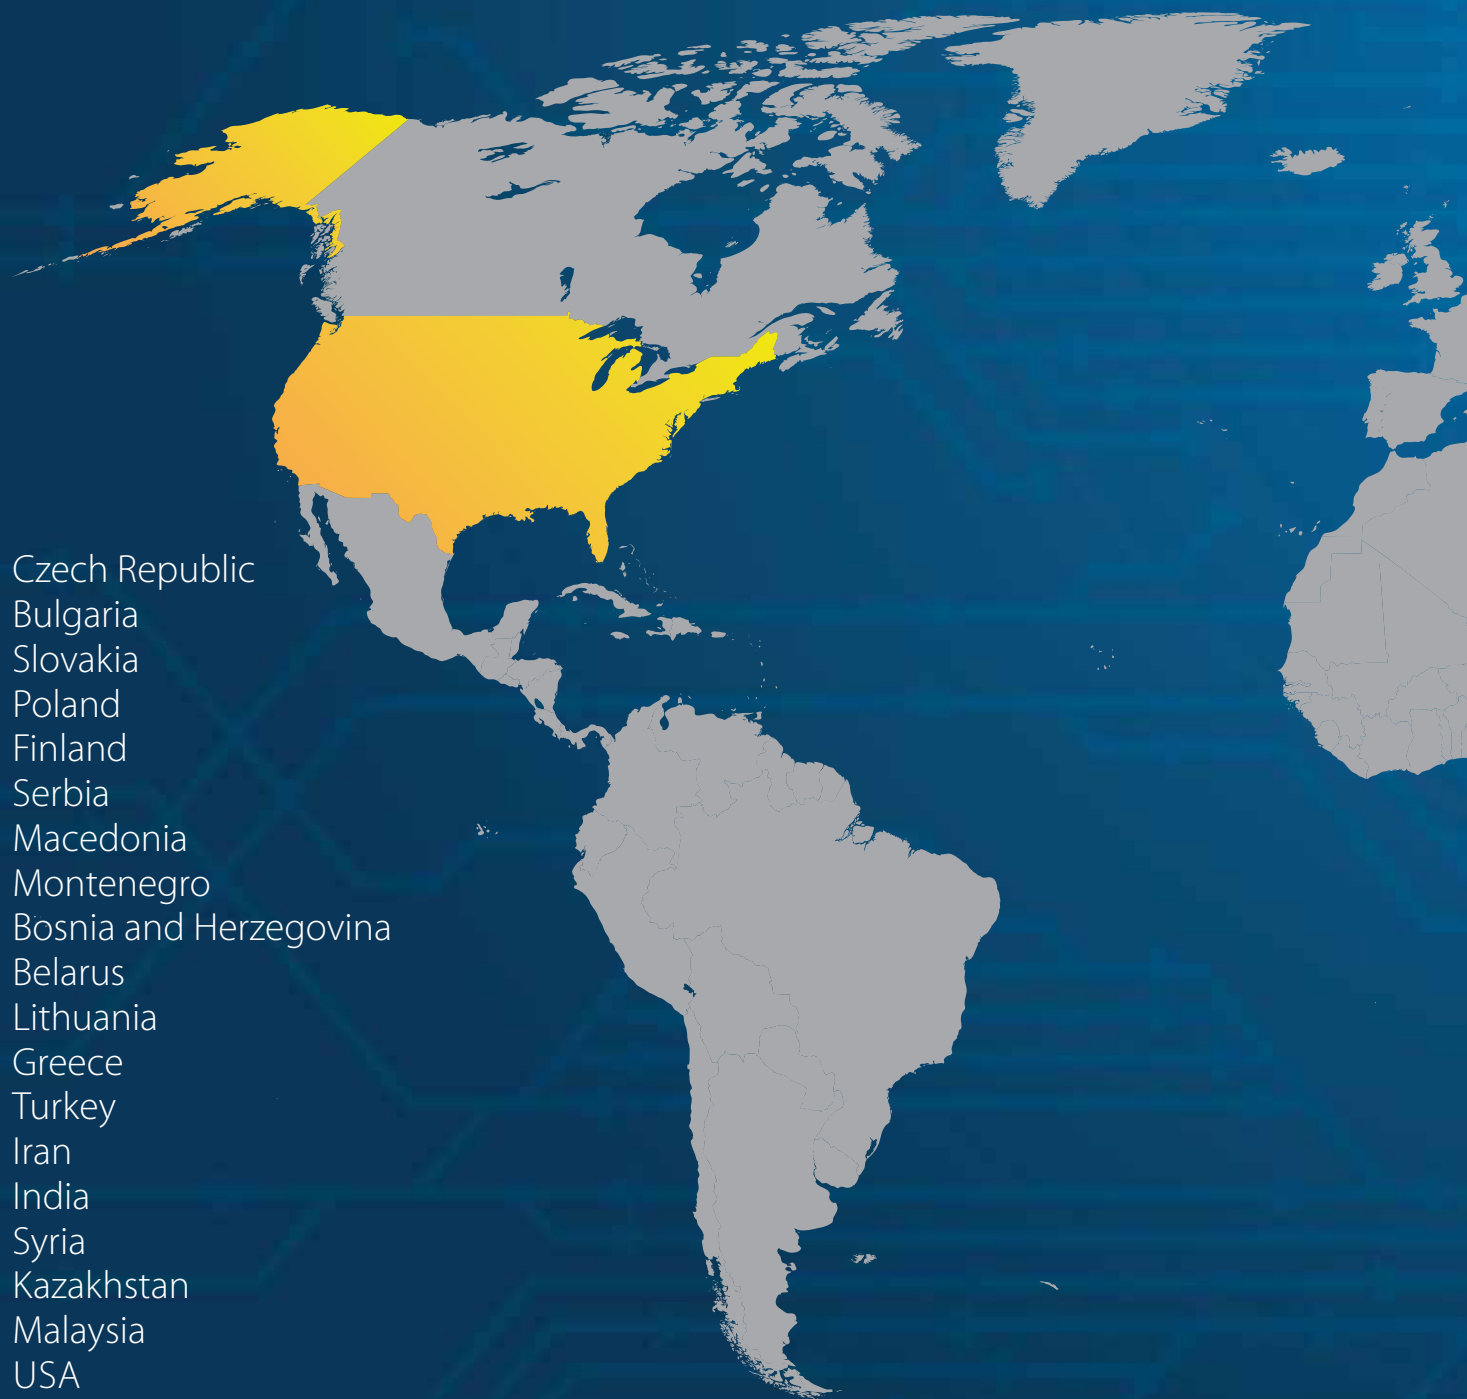 Czech Republic
Bulgaria
Slovakia
Poland
Finland
Serbia
Macedonia
Montenegro
Bosnia and Herzegovina
Belarus
Lithuania
Greece
Turkey
Iran
India
Syria
Kazakhstan
Malaysia
USA